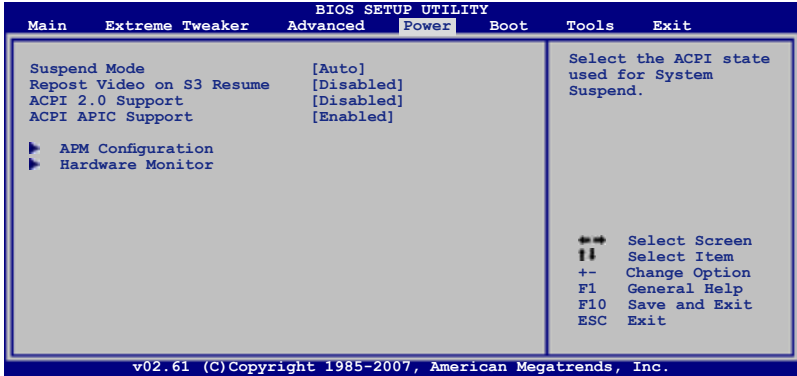 BIOS SETUP UTILITY
Main Extreme Tweaker Advanced Power Boot Tools Exit
Suspend Mode [Auto]
Repost Video on S3 Resume [Disabled]
ACPI 2.0 Support [Disabled]
ACPI APIC Support [Enabled]
APM Configuration
Hardware Monitor
Select the ACPI state
used for System
Suspend.
←→ Select Screen
↑↓ Select Item
+- Change Option
F1 General Help
F10 Save and Exit
ESC Exit
v02.61 (C)Copyright 1985-2007, American Megatrends, Inc.